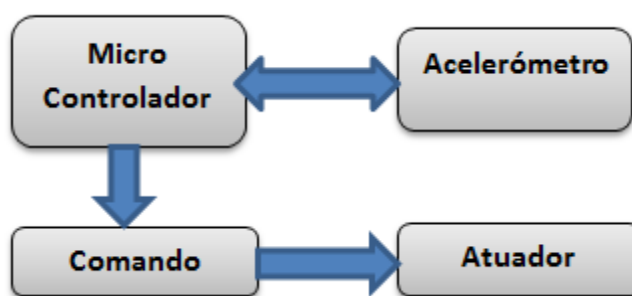 Micro
Controlador
Acelerómetro
Comando
Atuador